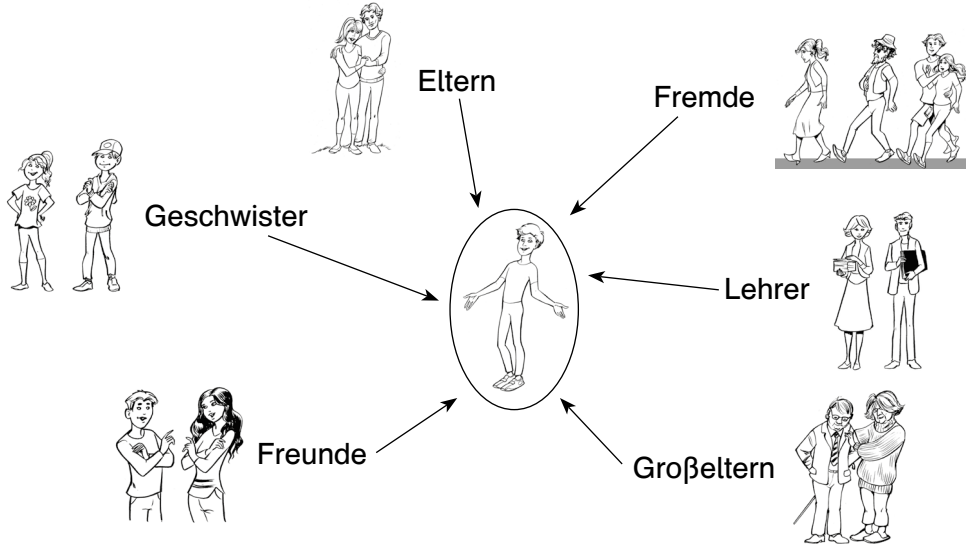 Eltern
Fremde
Geschwister
Lehrer
Freunde
Großeltern